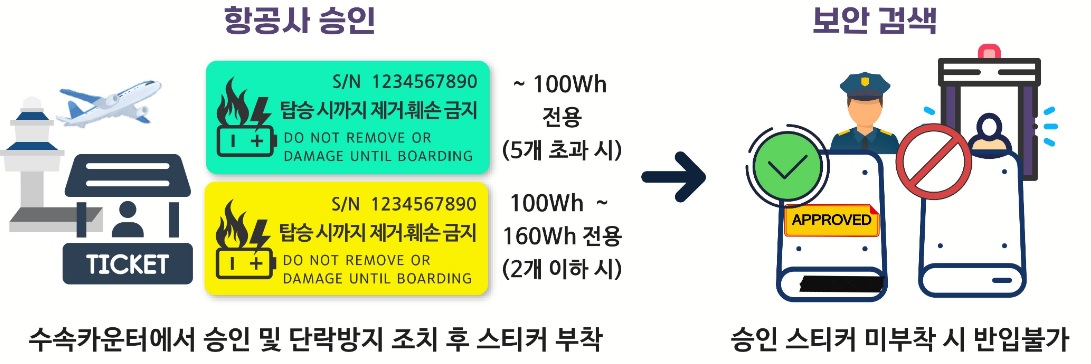 항공사 승인
S/N 1234567890
탑승 시까지 제거·훼손 금지
DO NOT REMOVE OR
DAMAGE UNTIL BOARDING
~ 100Wh
전용
(5개 초과 시)
S/N 1234567890
탑승 시까지 제거·훼손 금지
DO NOT REMOVE OR
DAMAGE UNTIL BOARDING
100Wh ~
160Wh 전용
(2개 이하 시)
TICKET
수속카운터에서 승인 및 단락방지 조치 후 스티커 부착
보안 검색
APPROVED
승인 스티커 미부착 시 반입불가